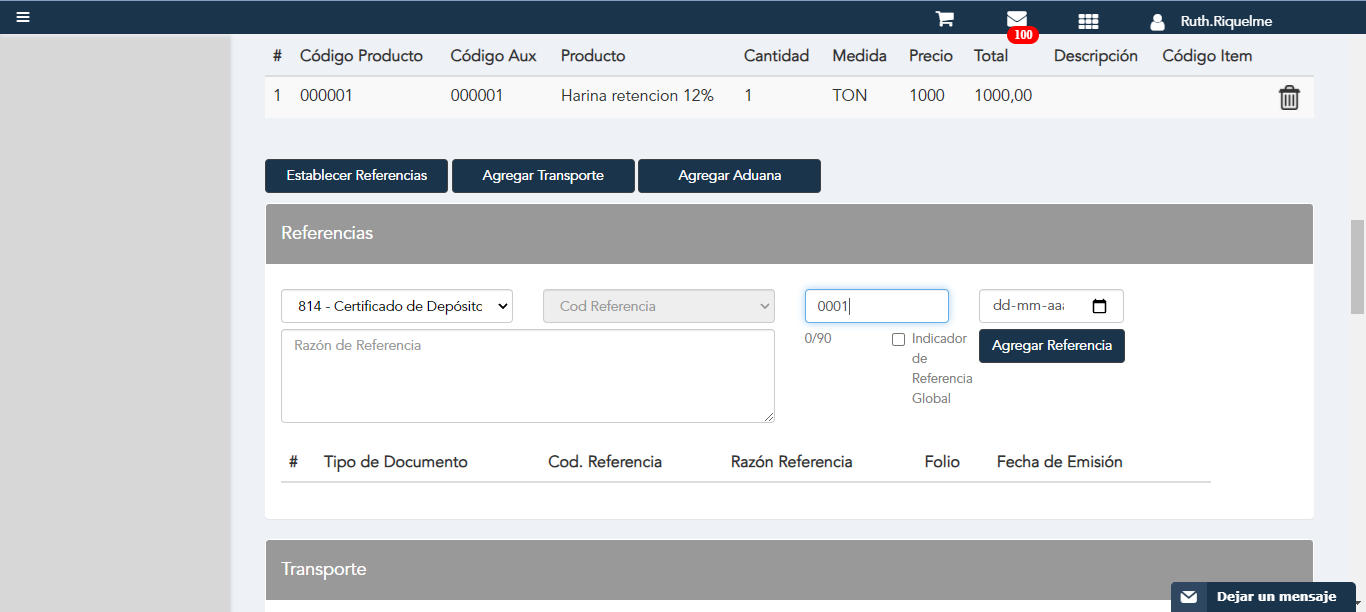 Ruth.Riquelme
100
# Código Producto Código Aux Producto Cantidad Medida Precio Total Descripción Código Item
1 000001 000001 Harina retencion 12% 1 TON 1000 1000,00
Establecer Referencias Agregar Transporte Agregar Aduana
Referencias
814 - Certificado de Depósito Cod Referencia 0001 dd-mm-aaa
Razón de Referencia
0/90
Indicador
de
Referencia
Global
Agregar Referencia
# Tipo de Documento Cod. Referencia Razón Referencia Folio Fecha de Emisión
Transporte
Dejar un mensaje